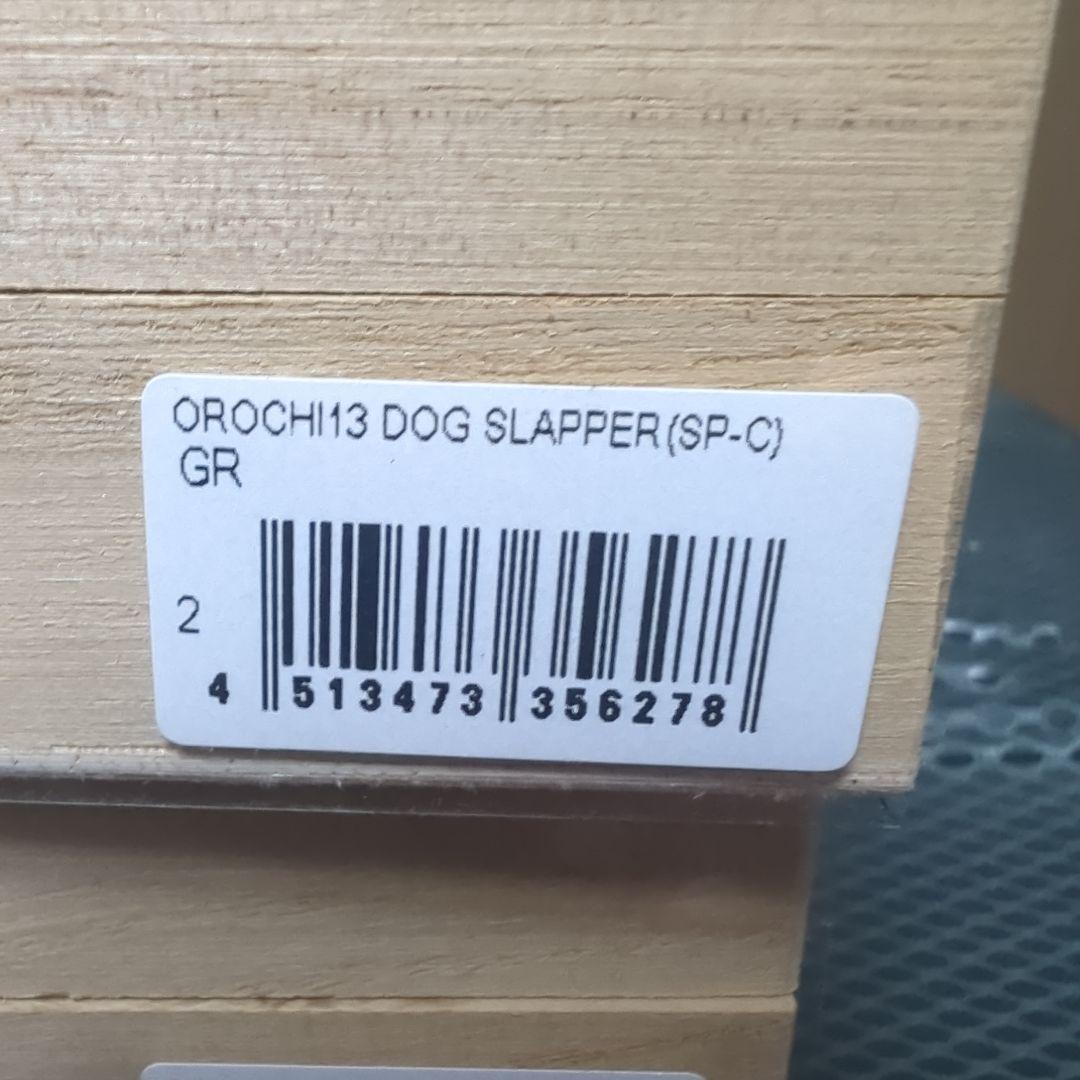 OROCHI13 DOG SLAPPER(SP-C)
GR
2
4 513473 356278